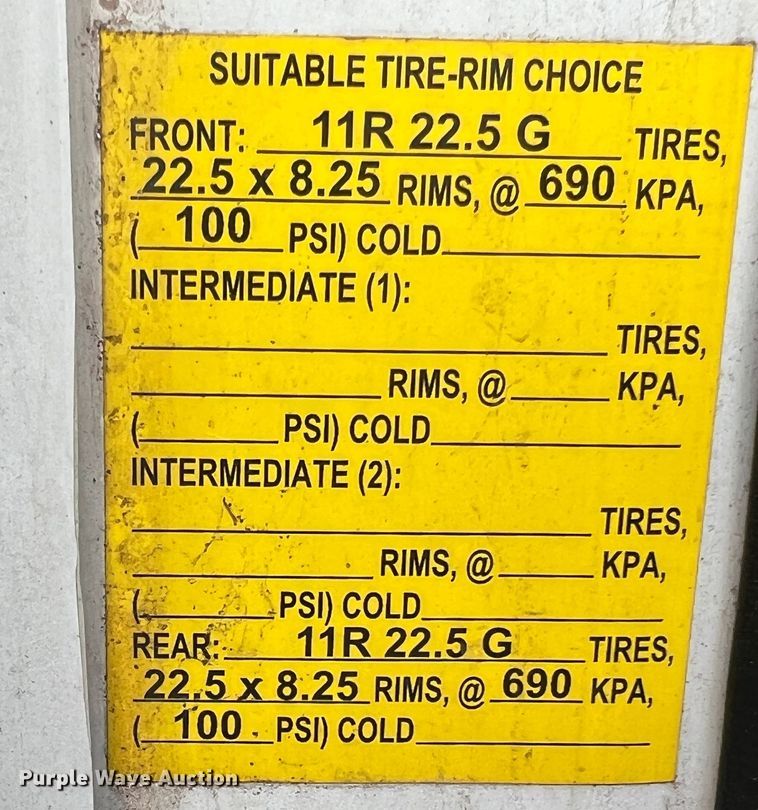 SUITABLE TIRE-RIM CHOICE
FRONT: 11R 22.5 G TIRES,
22.5 x 8.25 RIMS, @ 690 KPA,
( 100 PSI) COLD
INTERMEDIATE (1):
TIRES,
RIMS, @ KPA,
( PSI) COLD
INTERMEDIATE (2):
TIRES,
RIMS, @ KPA,
( PSI) COLD
REAR: 11R 22.5 G TIRES,
22.5 x 8.25 RIMS, @ 690 KPA,
( 100 PSI) COLD
Purple Wave Auction